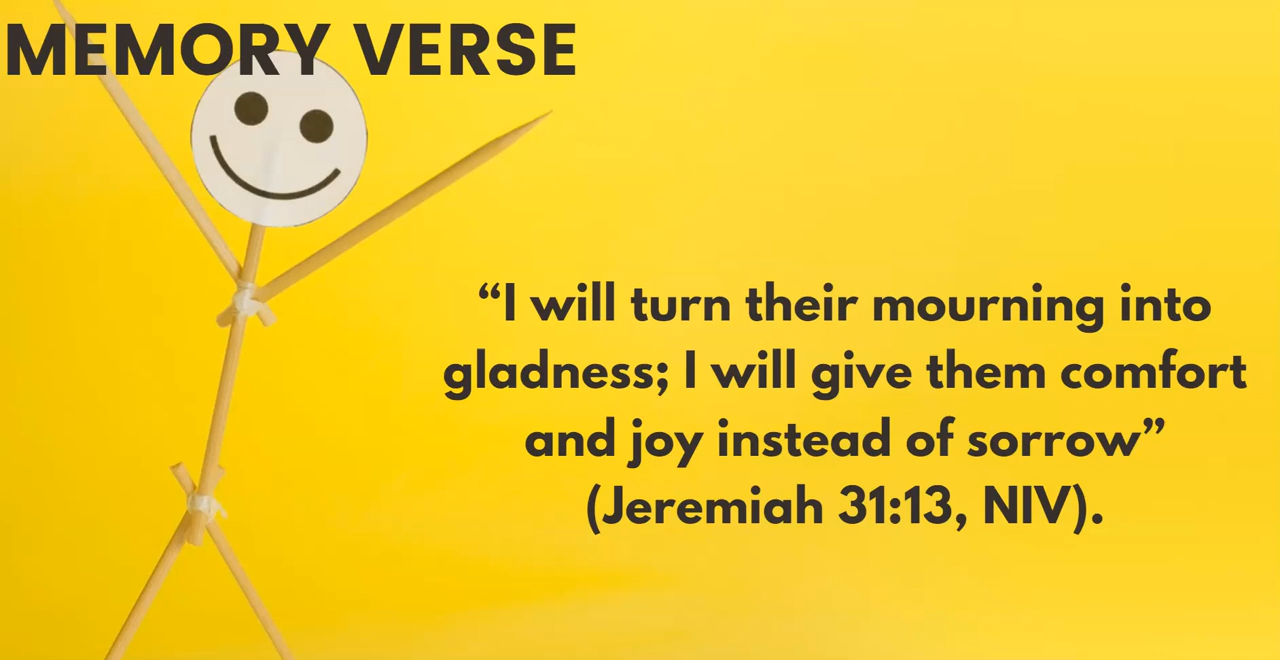 MEMORY VERSE
“I will turn their mourning into
gladness; I will give them comfort
and joy instead of sorrow”
(Jeremiah 31:13, NIV).